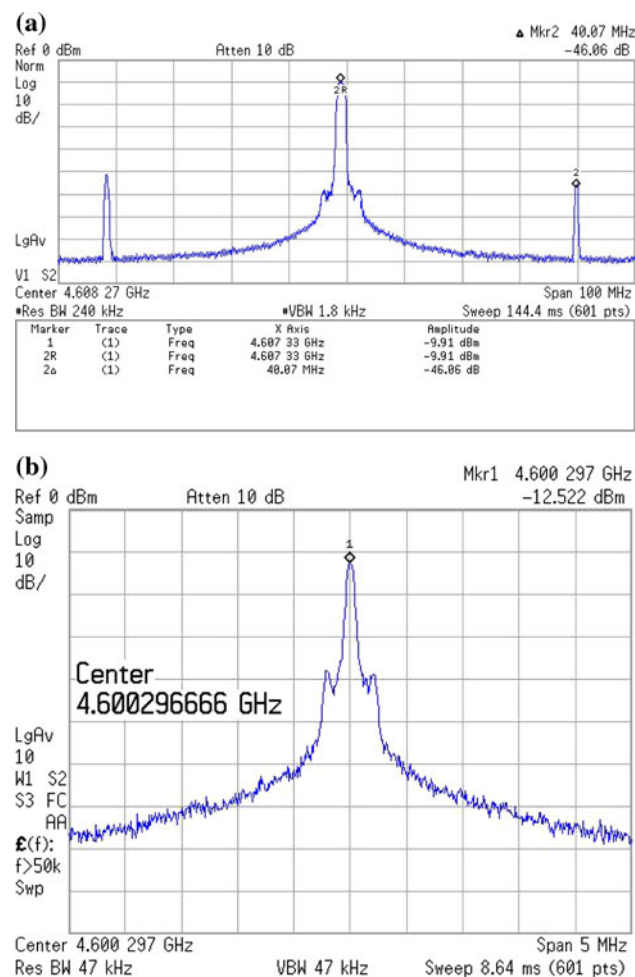 (a)
▵ Mkr2 40.07 MHz
Ref 0 dBm Atten 10 dB -46.06 dB
Norm
Log
10
dB/
2R
2
LgAv
V1 S2
Center 4.608 27 GHz Span 100 MHz
#Res BW 240 kHz #VBW 1.8 kHz Sweep 144.4 ms (601 pts)
Marker Trace Type X Axis Amplitude
1 (1) Freq 4.607 33 GHz -9.91 dBm
2R (1) Freq 4.607 33 GHz -9.91 dBm
2▵ (1) Freq 40.07 MHz -46.06 dB
(b)
Mkr1 4.600 297 GHz
Ref 0 dBm Atten 10 dB -12.522 dBm
Samp
Log
10
dB/
1
Center
4.600296666 GHz
LgAv
10
W1 S2
S3 FC
AA
£(f):
f>50k
Swp
Center 4.600 297 GHz Span 5 MHz
Res BW 47 kHz VBW 47 kHz Sweep 8.64 ms (601 pts)